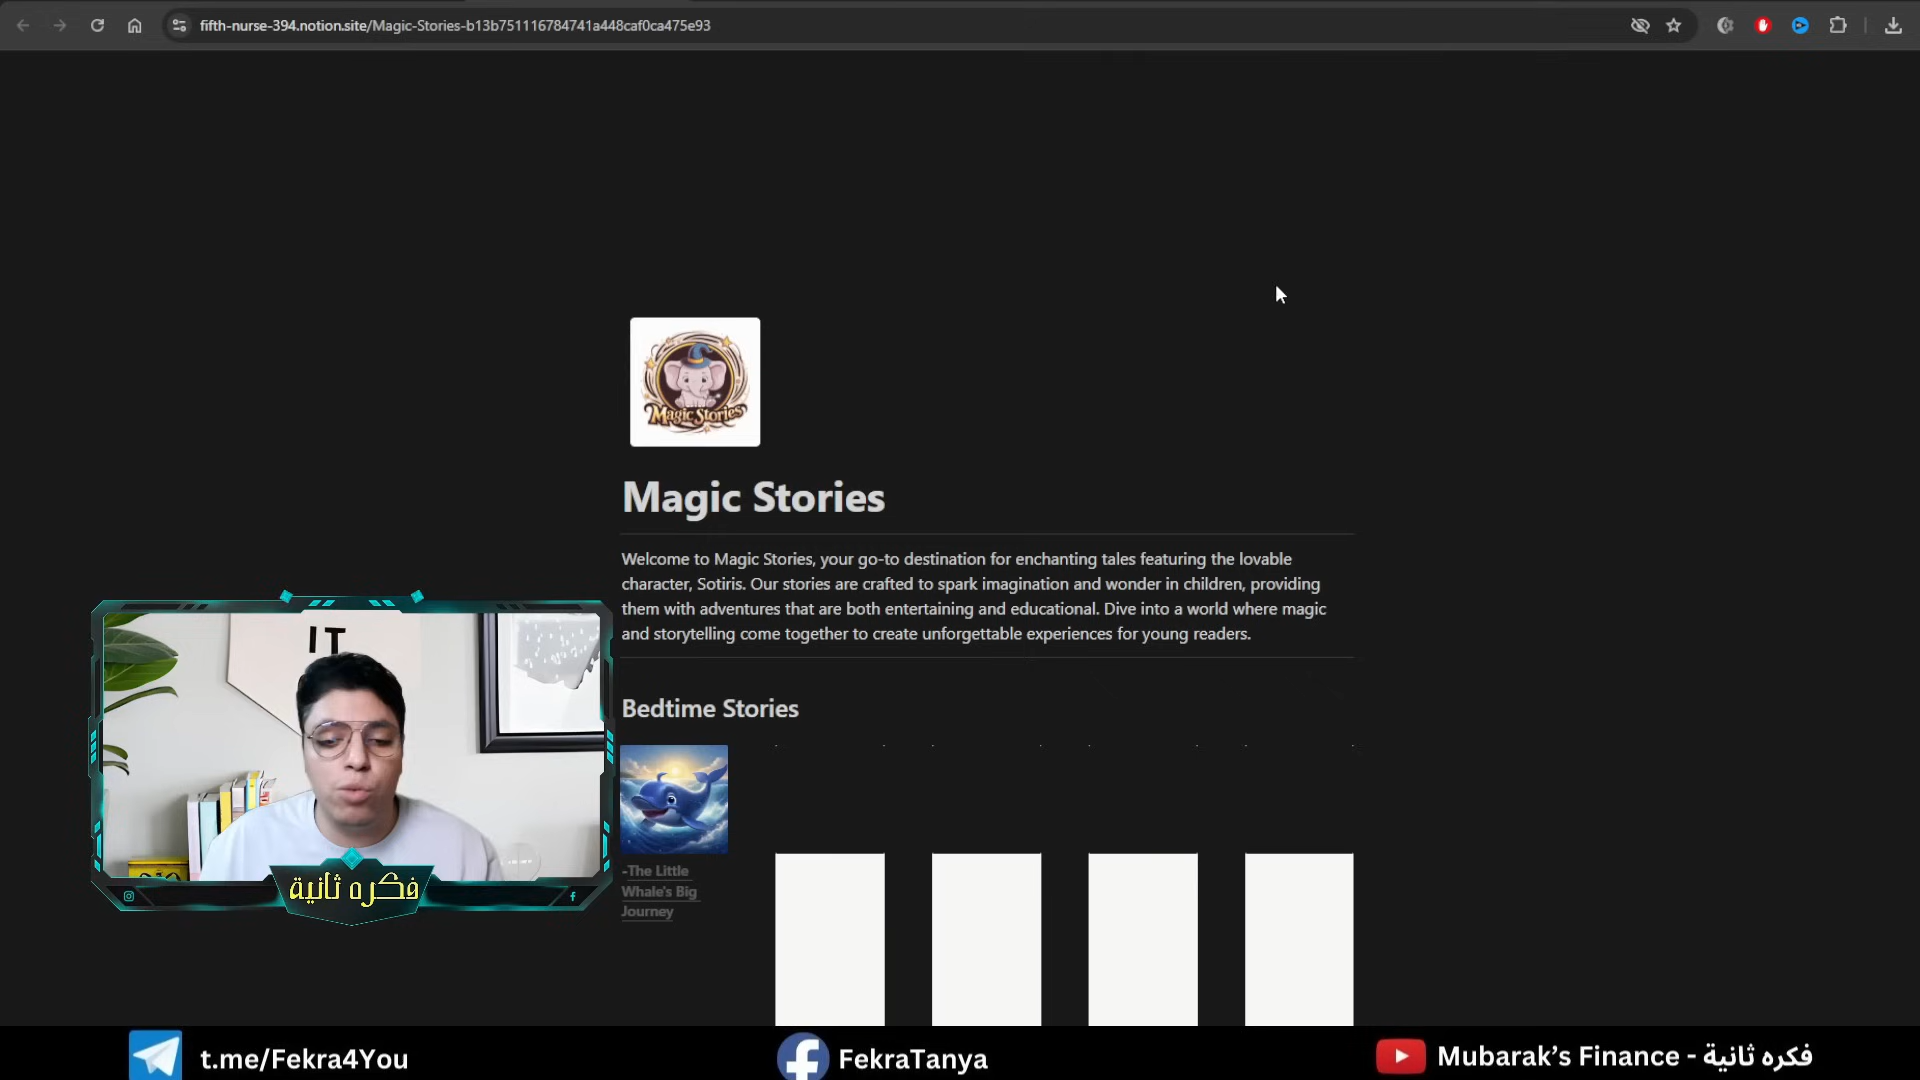 fifth-nurse-394.notion.site/Magic-Stories-b13b751116784741a448caf0ca475e93
Magic Stories
Magic Stories
Welcome to Magic Stories, your go-to destination for enchanting tales featuring the lovable
character, Sotiris. Our stories are crafted to spark imagination and wonder in children, providing
them with adventures that are both entertaining and educational. Dive into a world where magic
and storytelling come together to create unforgettable experiences for young readers.
IT
Bedtime Stories
-The Little
Whale's Big
Journey
فكره ثانية
t.me/Fekra4You
FekraTanya
Mubarak's Finance - فكره ثانية